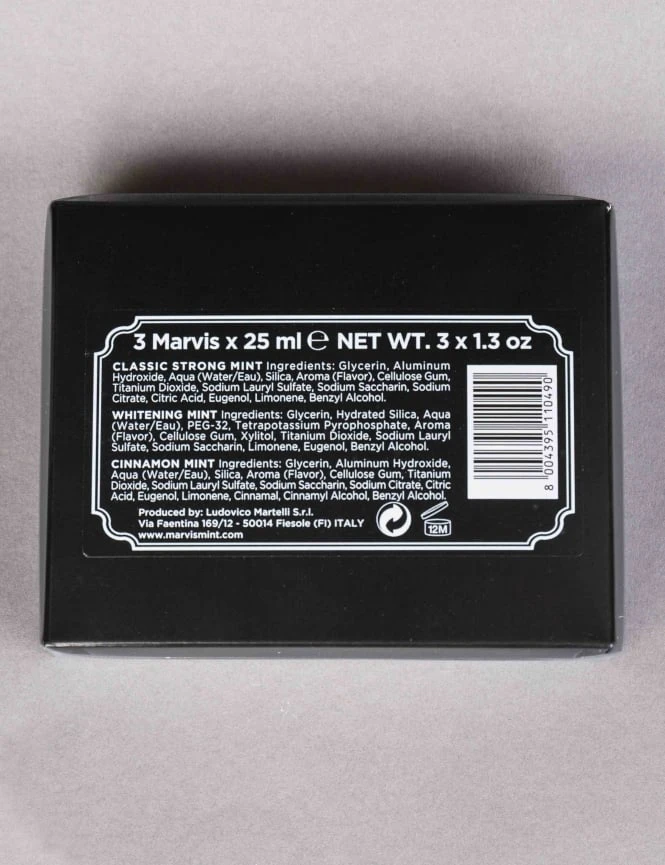 3 Marvis x 25 ml ℮ NET WT. 3 x 1.3 oz
CLASSIC STRONG MINT Ingredients: Glycerin, Aluminum
Hydroxide, Aqua (Water/Eau), Silica, Aroma (Flavor), Cellulose Gum,
Titanium Dioxide, Sodium Lauryl Sulfate, Sodium Saccharin, Sodium
Citrate, Citric Acid, Eugenol, Limonene, Benzyl Alcohol.
WHITENING MINT Ingredients: Glycerin, Hydrated Silica, Aqua
(Water/Eau), PEG-32, Tetrapotassium Pyrophosphate, Aroma
(Flavor), Cellulose Gum, Xylitol, Titanium Dioxide, Sodium Lauryl
Sulfate, Sodium Saccharin, Limonene, Eugenol, Benzyl Alcohol.
CINNAMON MINT Ingredients: Glycerin, Aluminum Hydroxide,
Aqua (Water/Eau), Silica, Aroma (Flavor), Cellulose Gum, Titanium
Dioxide, Sodium Lauryl Sulfate, Sodium Saccharin, Sodium Citrate, Citric
Acid, Eugenol, Limonene, Cinnamal, Cinnamyl Alcohol, Benzyl Alcohol.
Produced by: Ludovico Martelli S.r.l.
Via Faentina 169/12 - 50014 Fiesole (FI) ITALY
www.marvismint.com
12M
8 004395 110490